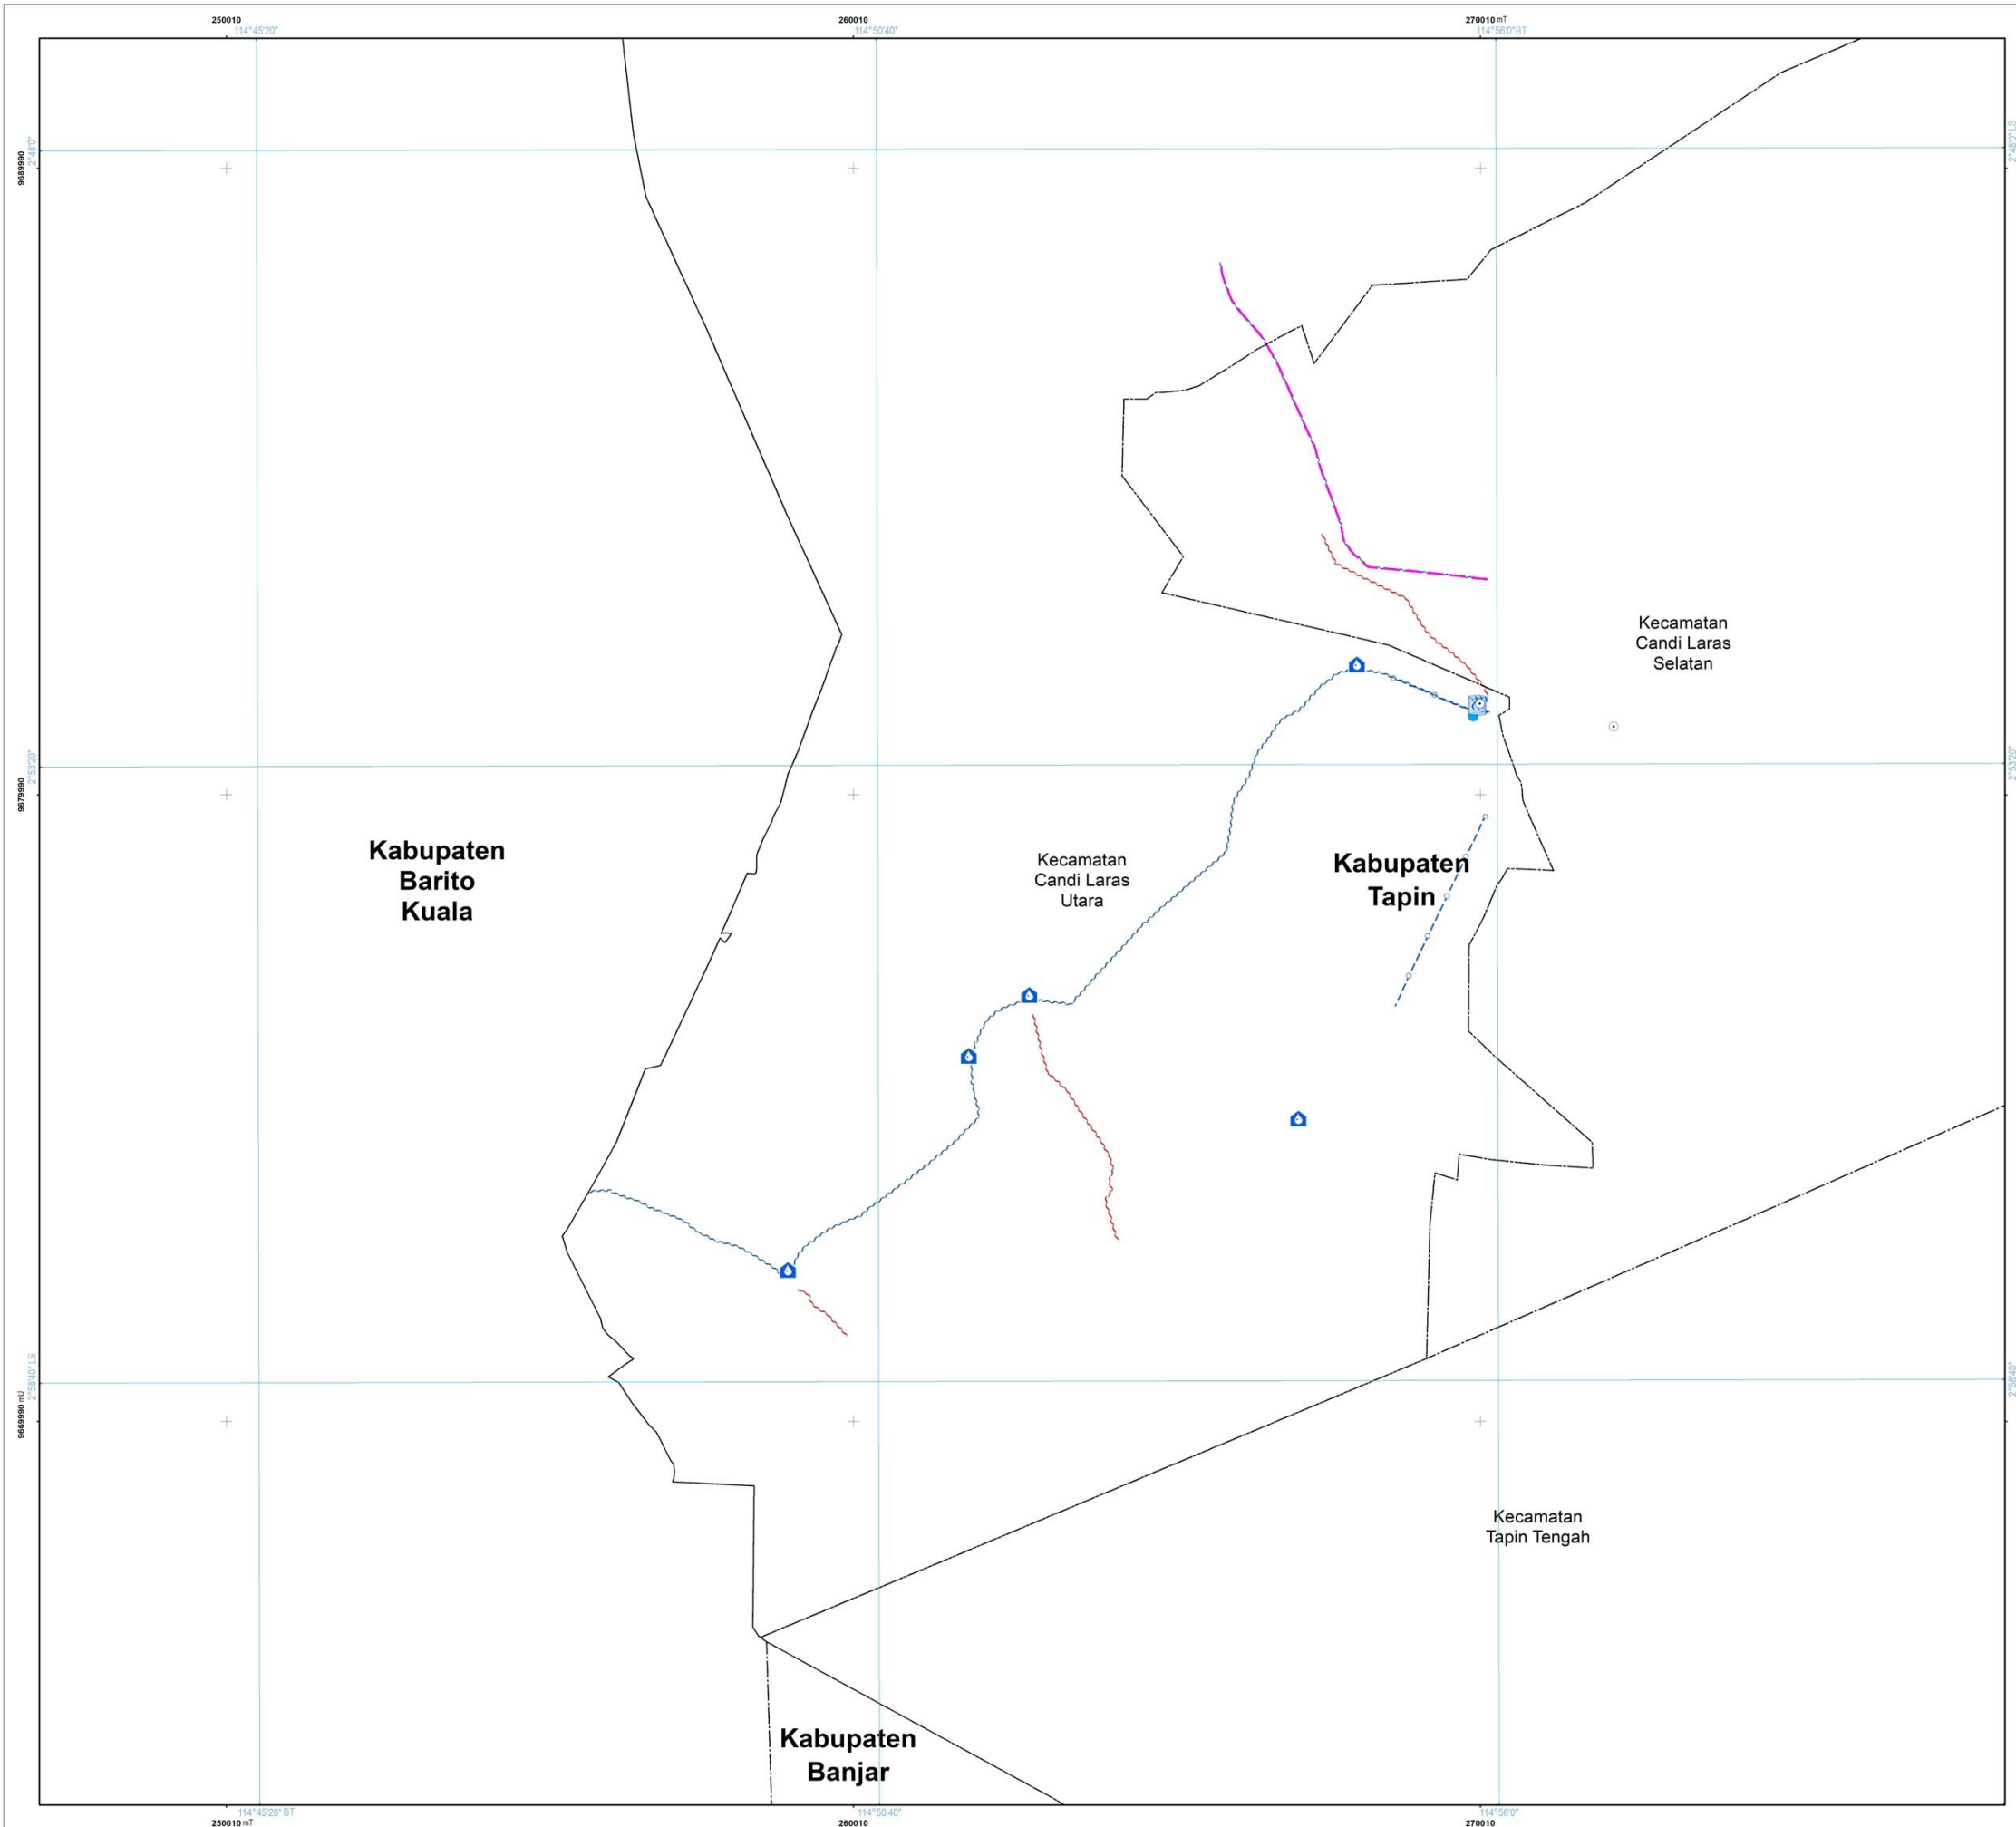 250010
260010
270010 mT
114°45'20"
114°50'40"
114°56'0" BT
2°48'0"
2°48'0" LS
9689990
Kecamatan
Candi Laras
Selatan
2°53'20"
2°53'20"
9679990
Kabupaten
Barito
Kuala
Kecamatan
Candi Laras
Utara
Kabupaten
Tapin
2°58'40" LS
2°58'40"
9669990 mU
Kecamatan
Tapin Tengah
Kabupaten
Banjar
114°45'20" BT
114°50'40"
114°56'0"
250010 mT
260010
270010